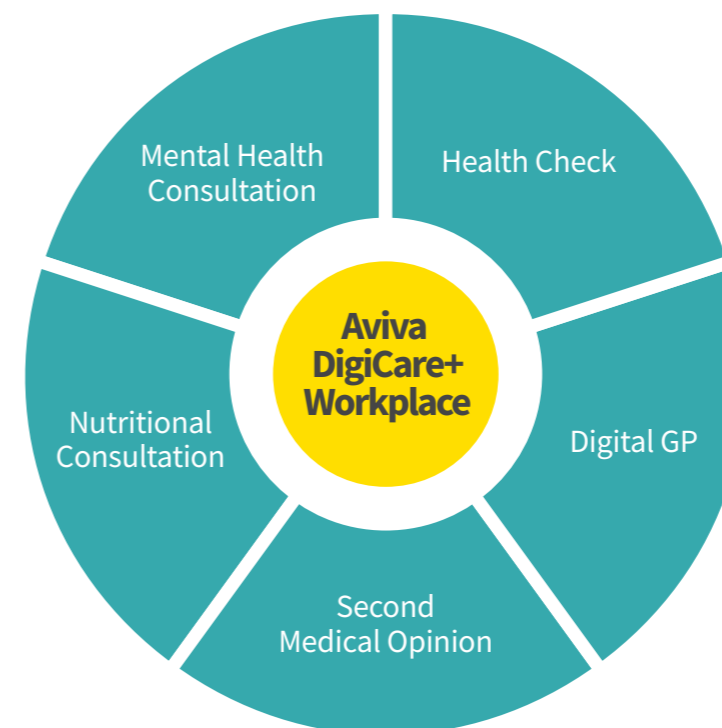 Mental Health
Consultation
Health Check
Aviva
DigiCare+
Workplace
Nutritional
Consultation
Digital GP
Second
Medical Opinion